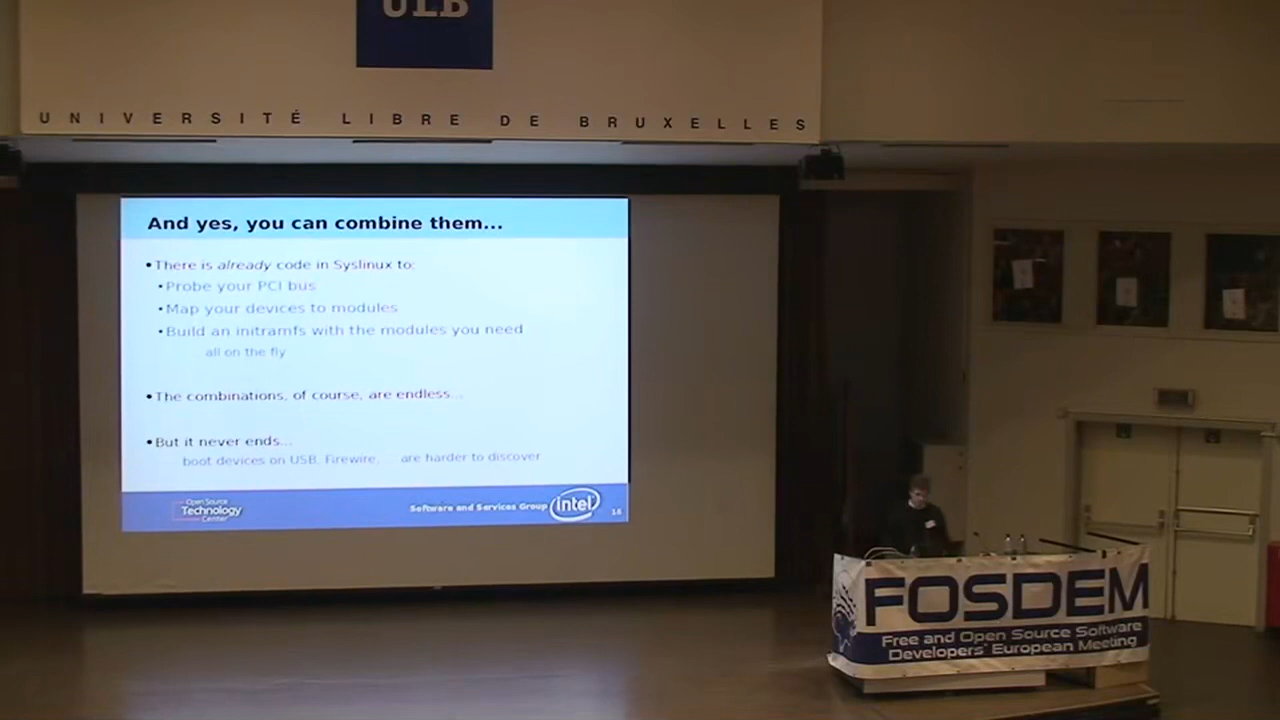 ULB
UNIVERSITÉ LIBRE DE BRUXELLES
And yes, you can combine them...
•There is already code in Syslinux to:
•Probe your PCI bus
•Map your devices to modules
•Build an initramfs with the modules you need
all on the fly
•The combinations, of course, are endless...
•But it never ends...
boot devices on USB, Firewire, ... are harder to discover
Open Source
Technology
Center
Software and Services Group
intel
16
FOSDEM
Free and Open Source Software
Developers' European Meeting